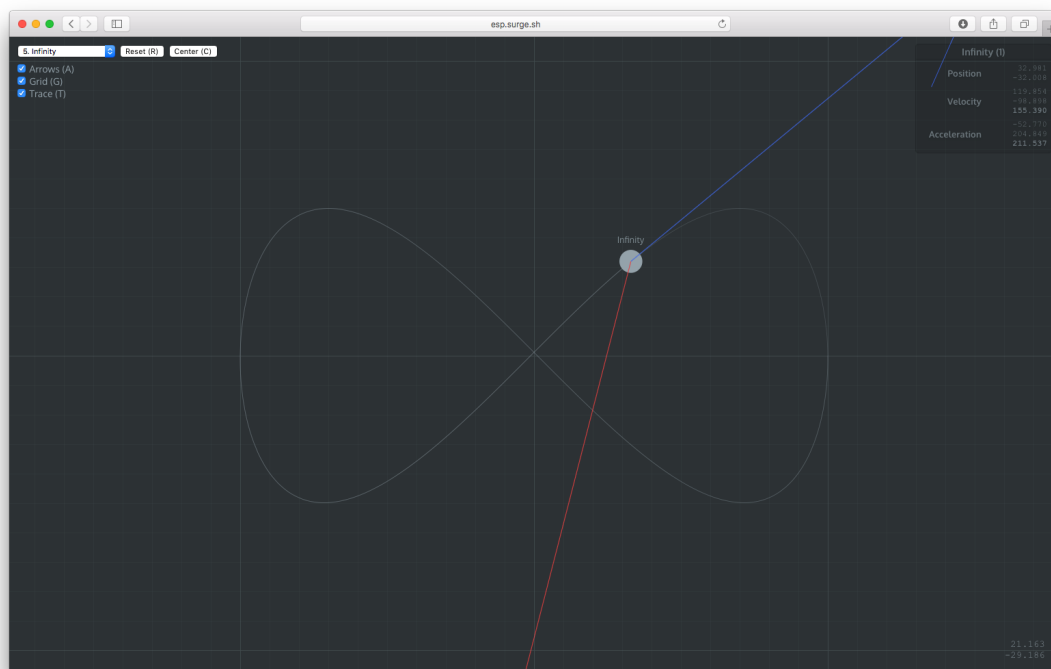 esp.surge.sh
5. Infinity
Reset (R)
Center (C)
Arrows (A)
Grid (G)
Trace (T)
Infinity
Infinity (1)
Position
32.981
-32.008
Velocity
119.854
-98.898
155.390
Acceleration
-52.770
204.849
211.537
21.163
-29.186